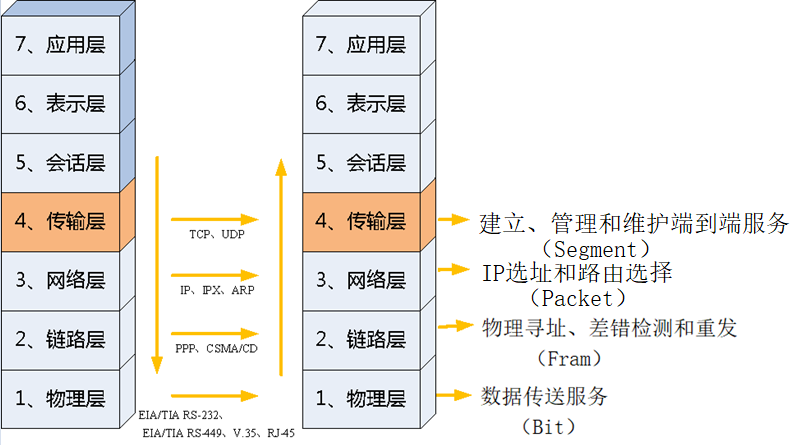 7、应用层
6、表示层
5、会话层
4、传输层
3、网络层
2、链路层
1、物理层
TCP、UDP
IP、IPX、ARP
PPP、CSMA/CD
EIA/TIA RS-232、
EIA/TIA RS-449、V.35、RJ-45
7、应用层
6、表示层
5、会话层
4、传输层
3、网络层
2、链路层
1、物理层
建立、管理和维护端到端服务
（Segment）
IP选址和路由选择
（Packet）
物理寻址、差错检测和重发
（Fram）
数据传送服务
（Bit）